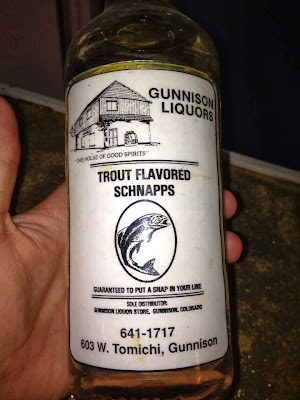 GUNNISON
LIQUORS
"THE HOUSE OF GOOD SPIRITS"
TROUT FLAVORED
SCHNAPPS
GUARANTEED TO PUT A SNAP IN YOUR LINE
SOLE DISTRIBUTOR:
GUNNISON LIQUOR STORE, GUNNISON, COLORADO
641-1717
603 W. Tomichi, Gunnison